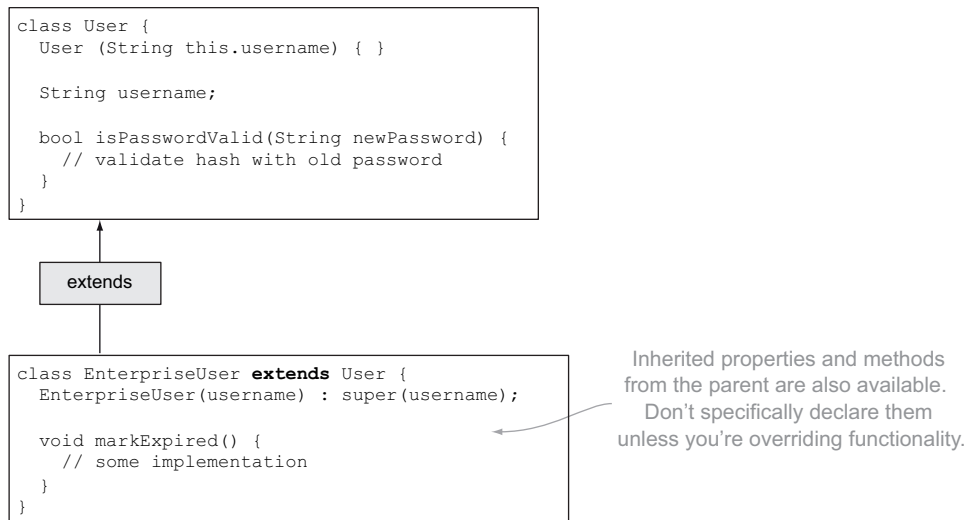 class User {
  User (String this.username) { }

  String username;

  bool isPasswordValid(String newPassword) {
    // validate hash with old password
  }
}
extends
class EnterpriseUser extends User {
  EnterpriseUser(username) : super(username);

  void markExpired() {
    // some implementation
  }
}
Inherited properties and methods
from the parent are also available.
Don't specifically declare them
unless you're overriding functionality.